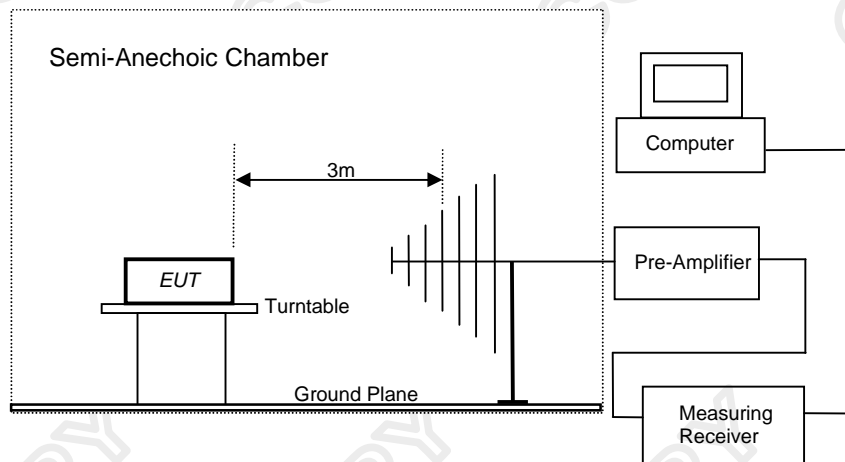 Semi-Anechoic Chamber
Computer
3m
Pre-Amplifier
EUT
Turntable
Ground Plane
Measuring
Receiver